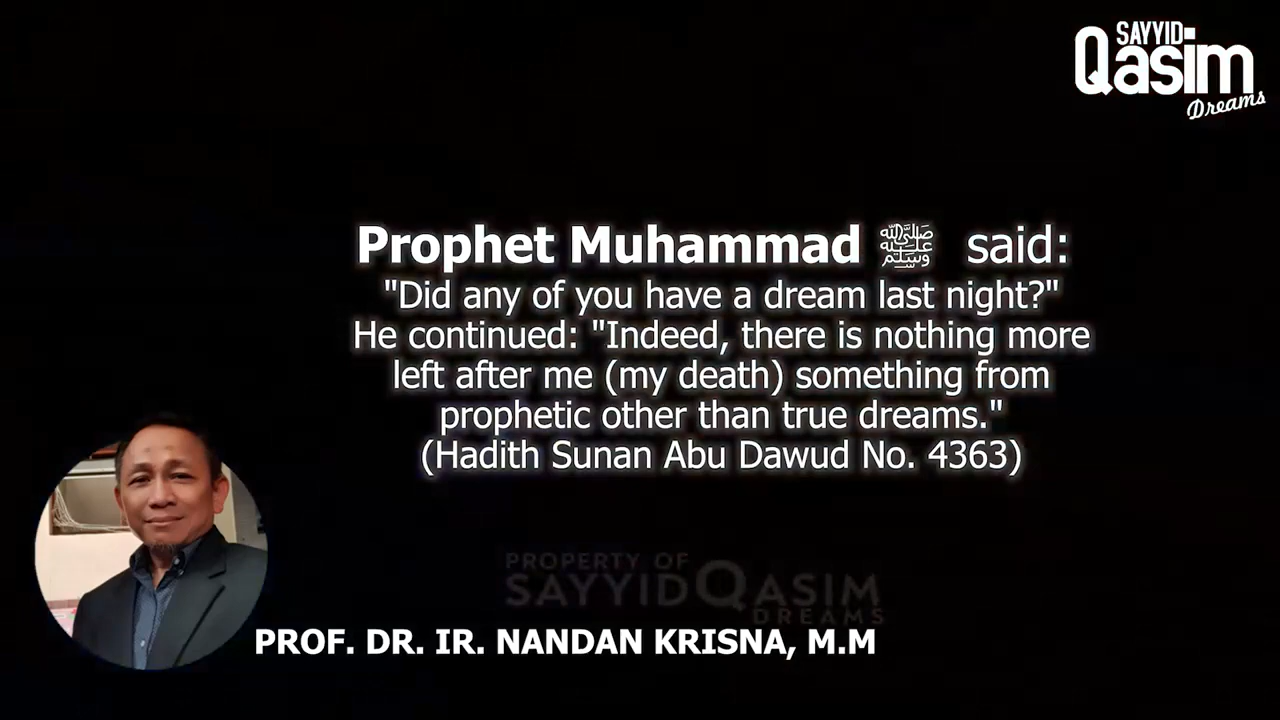 SAYYID
Qasim
Dreams
Prophet Muhammad ﷺ said:
"Did any of you have a dream last night?"
He continued: "Indeed, there is nothing more
left after me (my death) something from
prophetic other than true dreams."
(Hadith Sunan Abu Dawud No. 4363)
PROPERTY OF
SAYYID QASIM
DREAMS
PROF. DR. IR. NANDAN KRISNA, M.M